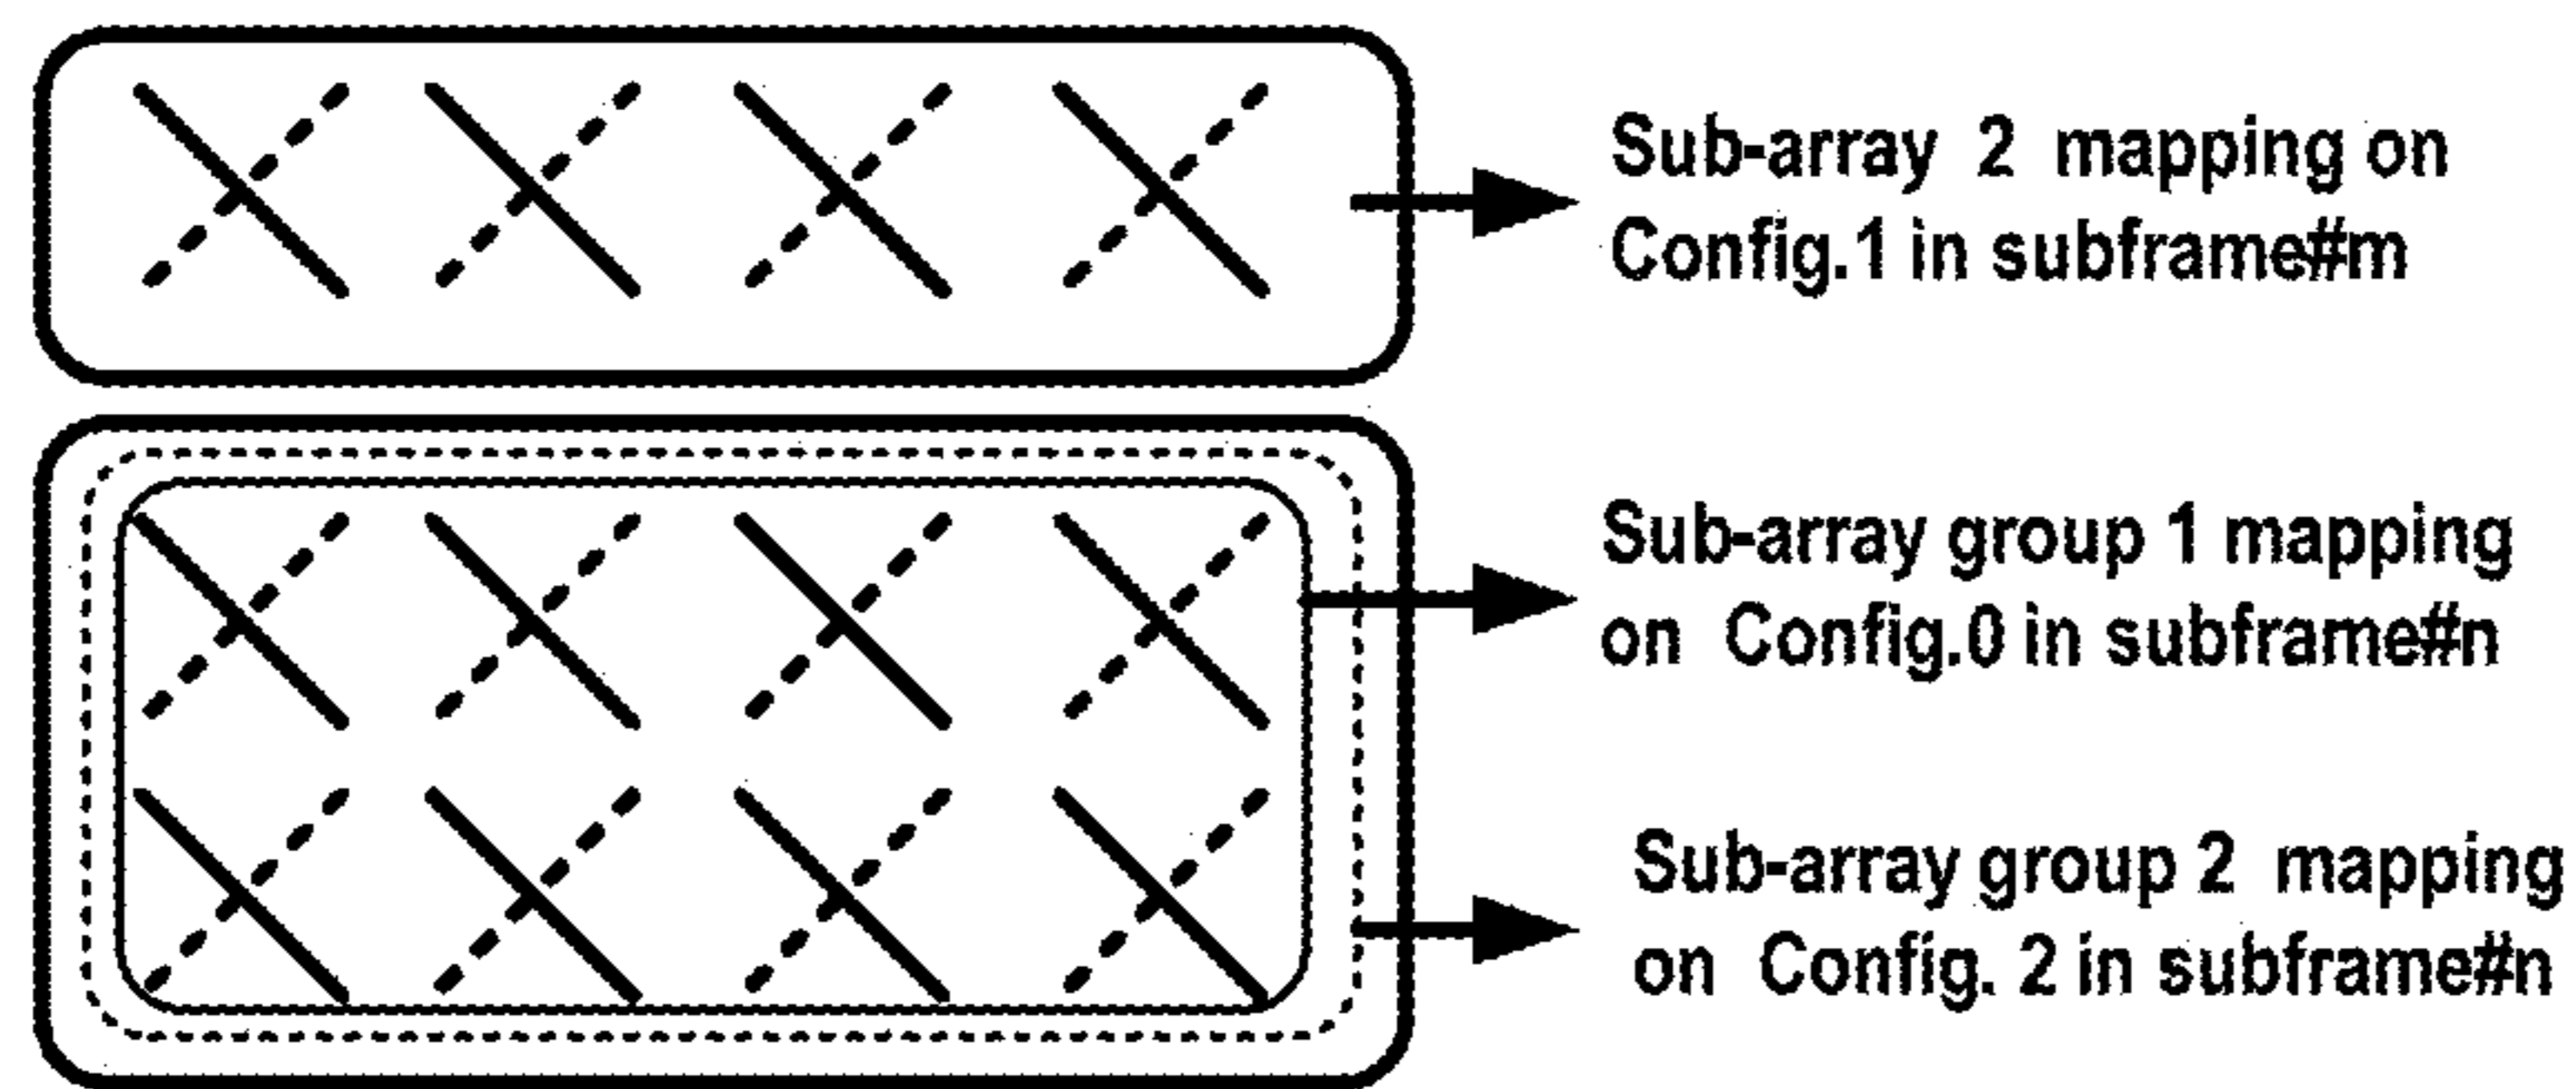 Sub-array 2 mapping on
Config.1 in subframe#m
Sub-array group 1 mapping
on Config.0 in subframe#n
Sub-array group 2 mapping
on Config. 2 in subframe#n